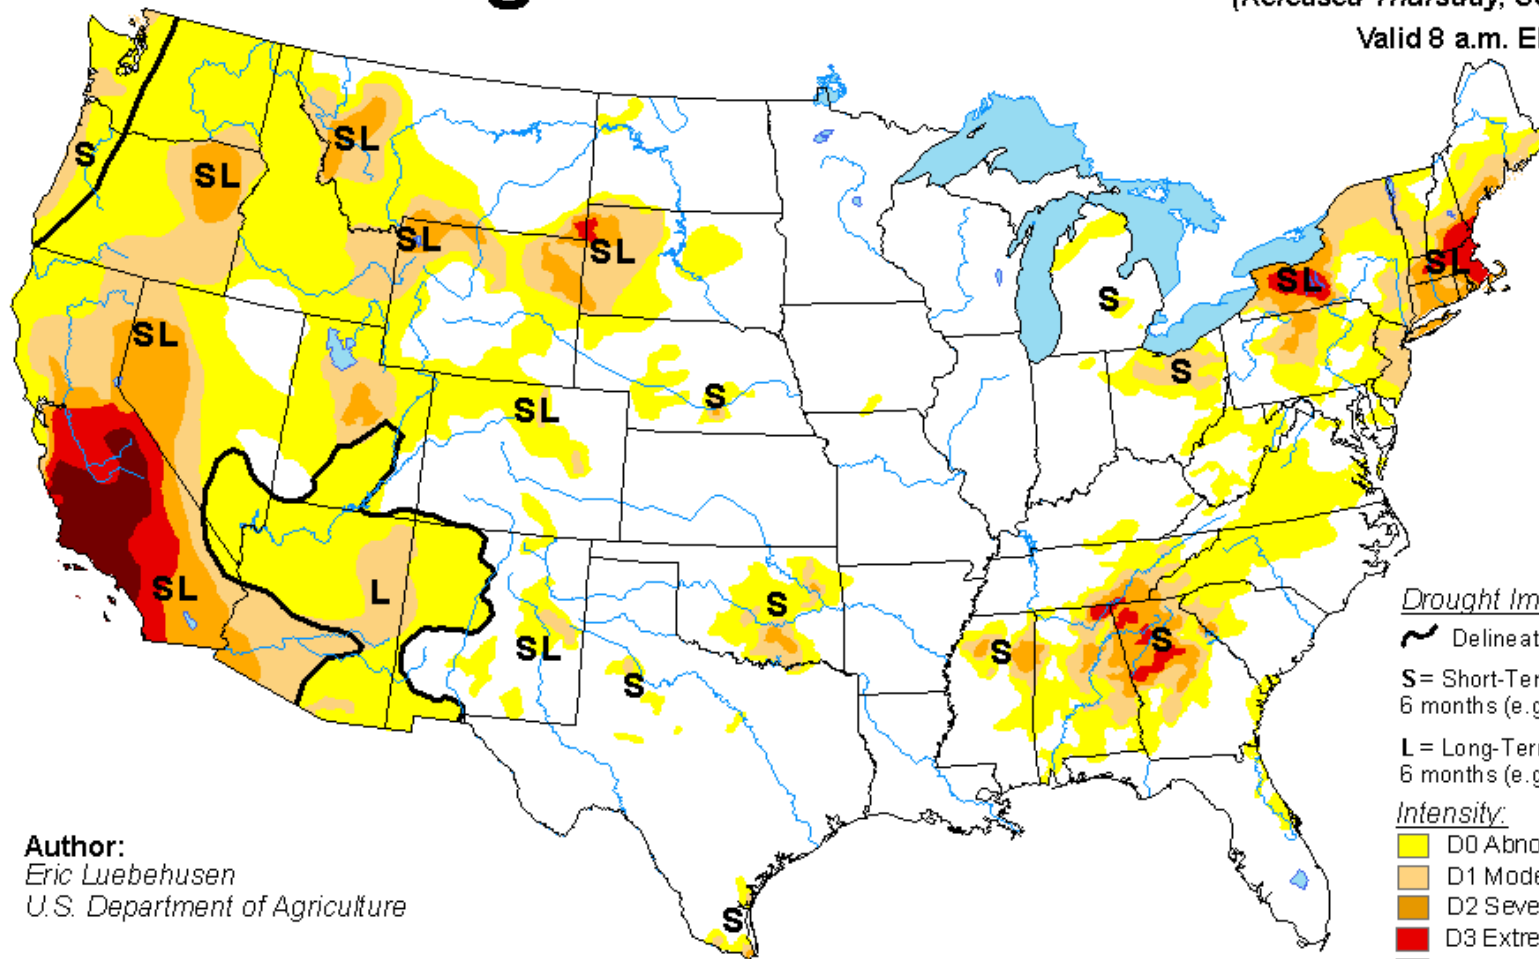 Valid 8 a.m. E
S
SL
SL
SL
SL
SL
SL
S
SL
S
SL
S
SL
S
L
SL
S
SL
S
S
S
S
Author:
Eric Luebehusen
U.S. Department of Agriculture
Drought Im
Delineat
S = Short-Ter
6 months (e.g
L = Long-Ter
6 months (e.g
Intensity:
D0 Abno
D1 Mode
D2 Seve
D3 Extre